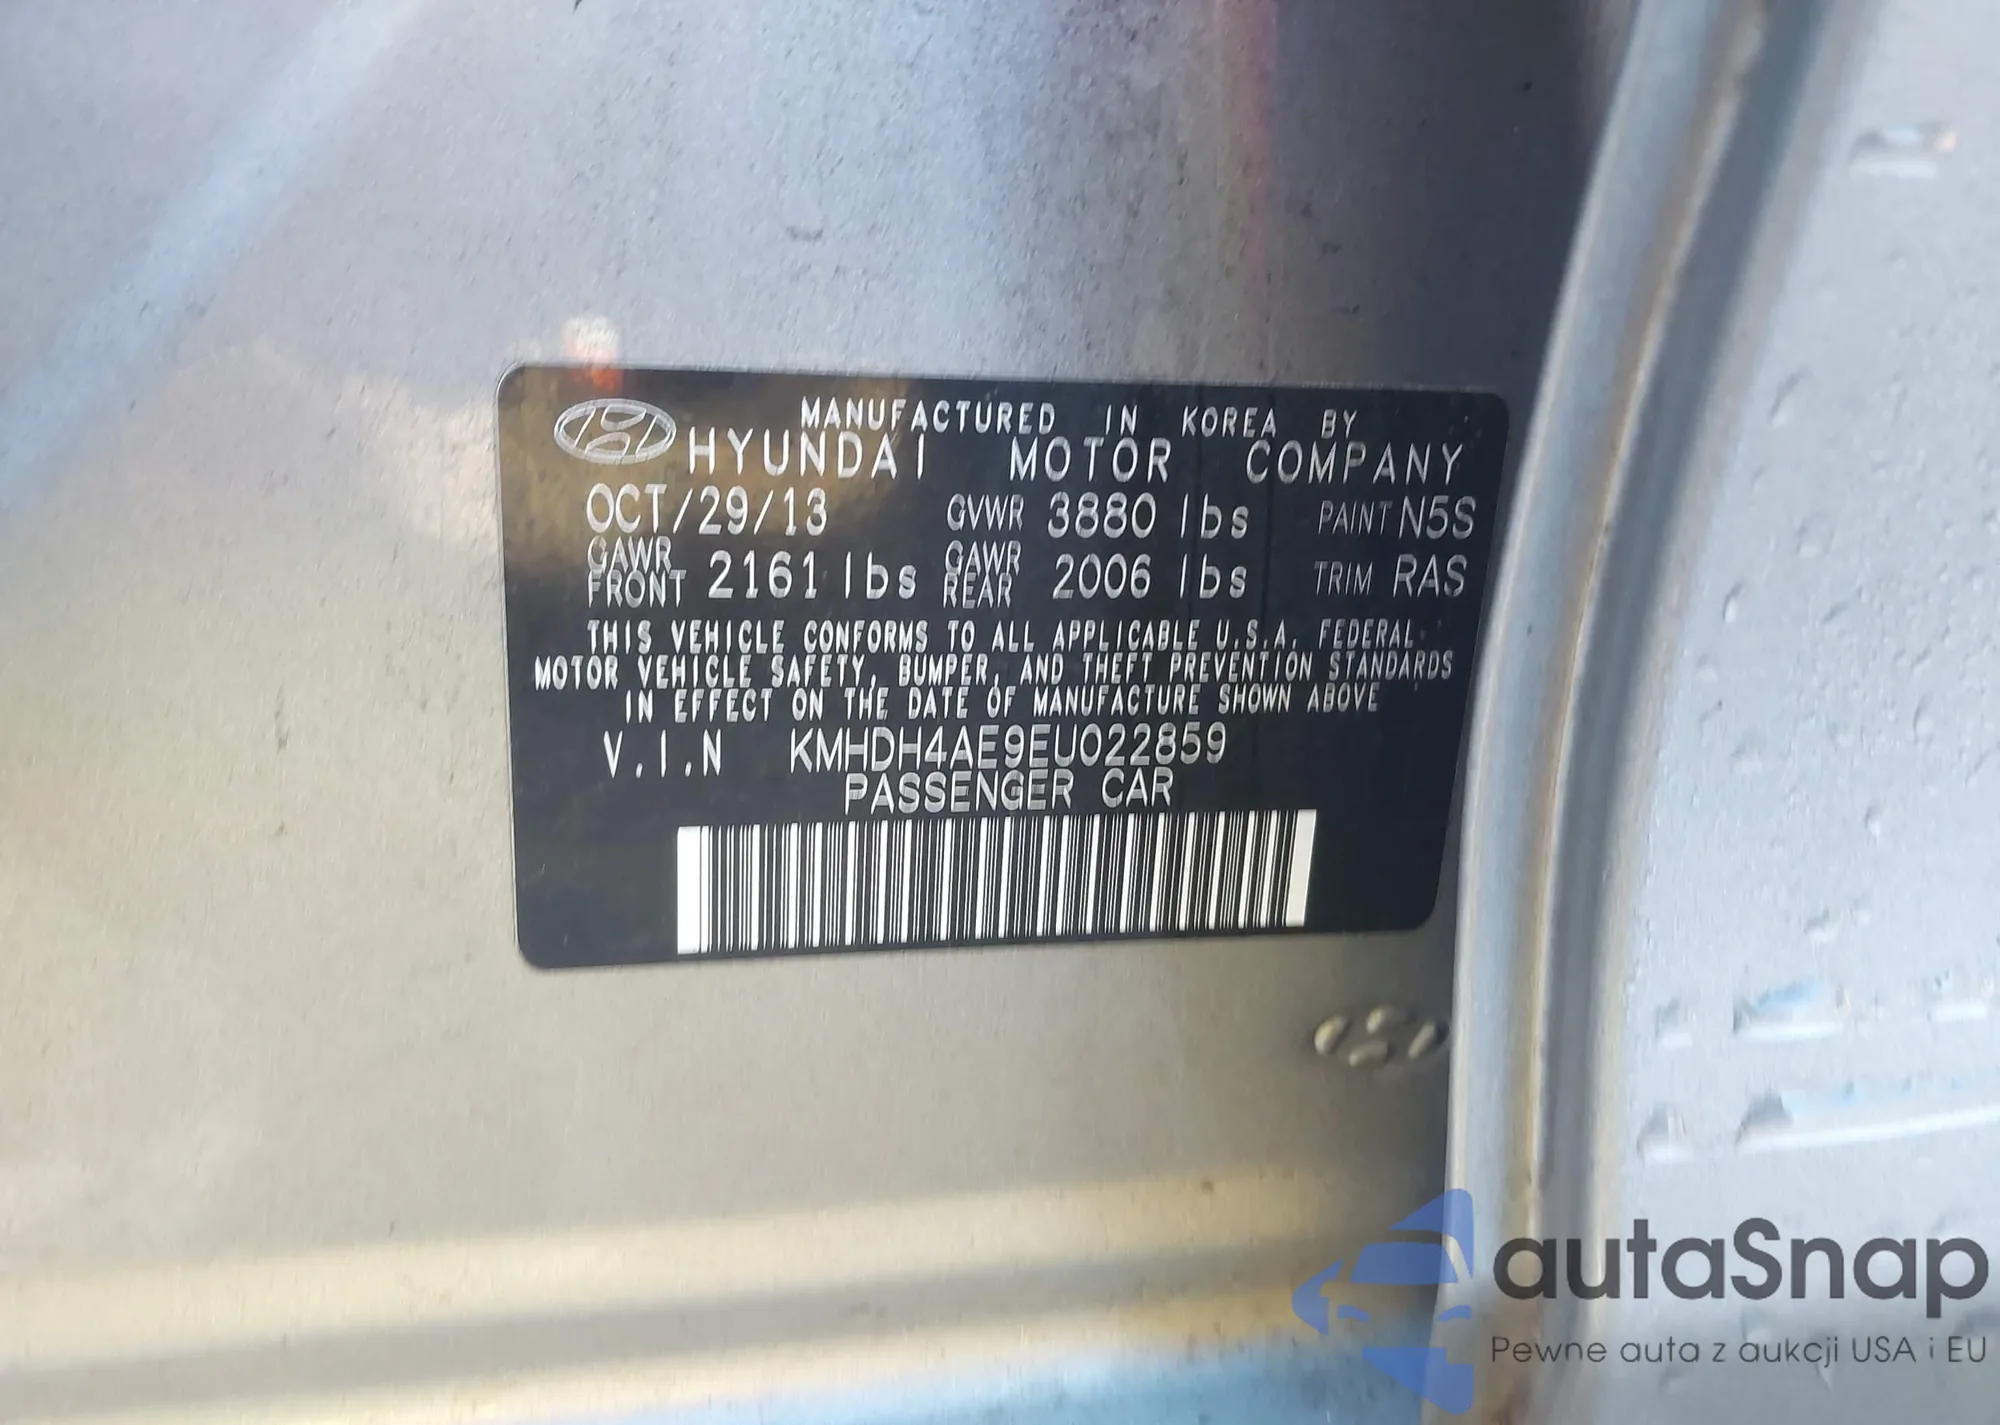 MANUFACTURED IN KOREA BY
HYUNDAI MOTOR COMPANY
OCT/29/13 GVWR 3880 lbs PAINT N5S
GAWR FRONT 2161 lbs GAWR REAR 2006 lbs TRIM RAS
THIS VEHICLE CONFORMS TO ALL APPLICABLE U.S.A. FEDERAL
MOTOR VEHICLE SAFETY, BUMPER, AND THEFT PREVENTION STANDARDS
IN EFFECT ON THE DATE OF MANUFACTURE SHOWN ABOVE
V.I.N KMHDH4AE9EU022859
PASSENGER CAR
autaSnap
Pewne auta z aukcji USA i EU